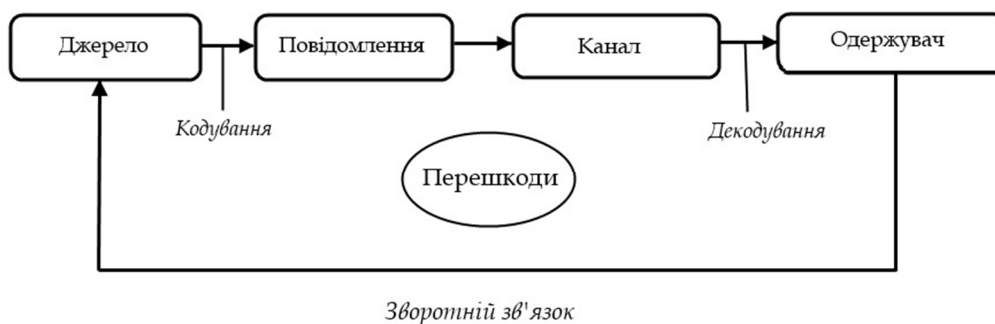 Джерело
Повідомлення
Канал
Одержувач
Кодування
Декодування
Перешкоди
Зворотній зв'язок